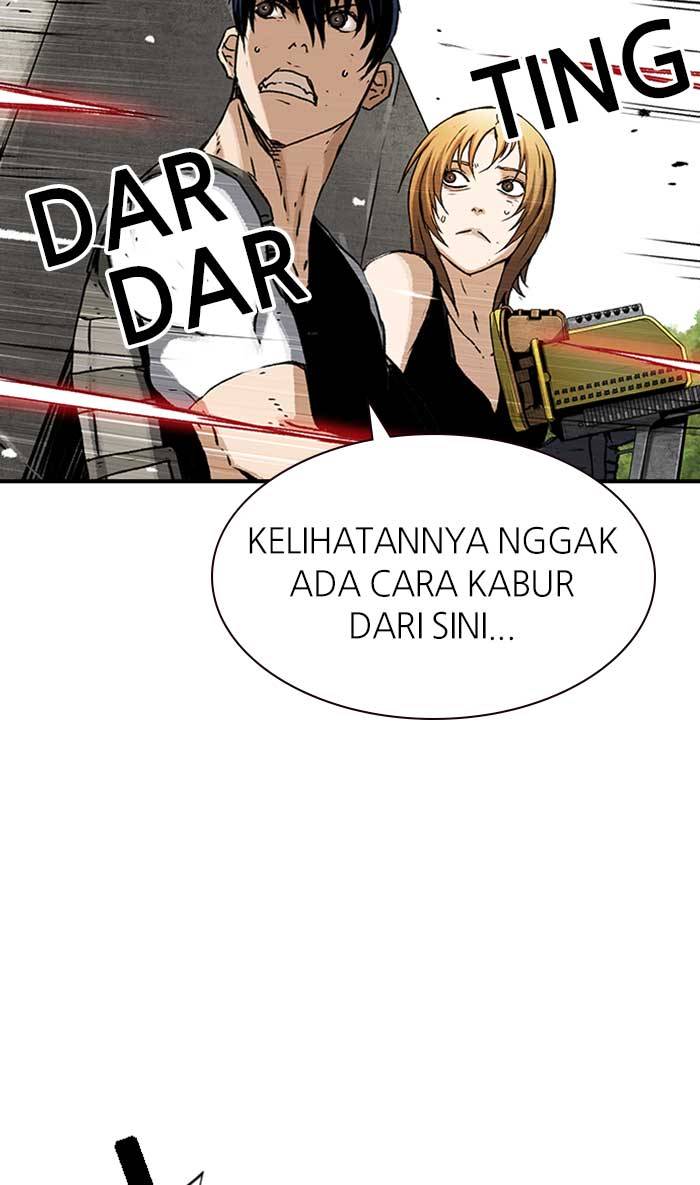 TING
DAR
DAR
KELIHATANNYA NGGAK
ADA CARA KABUR
DARI SINI...